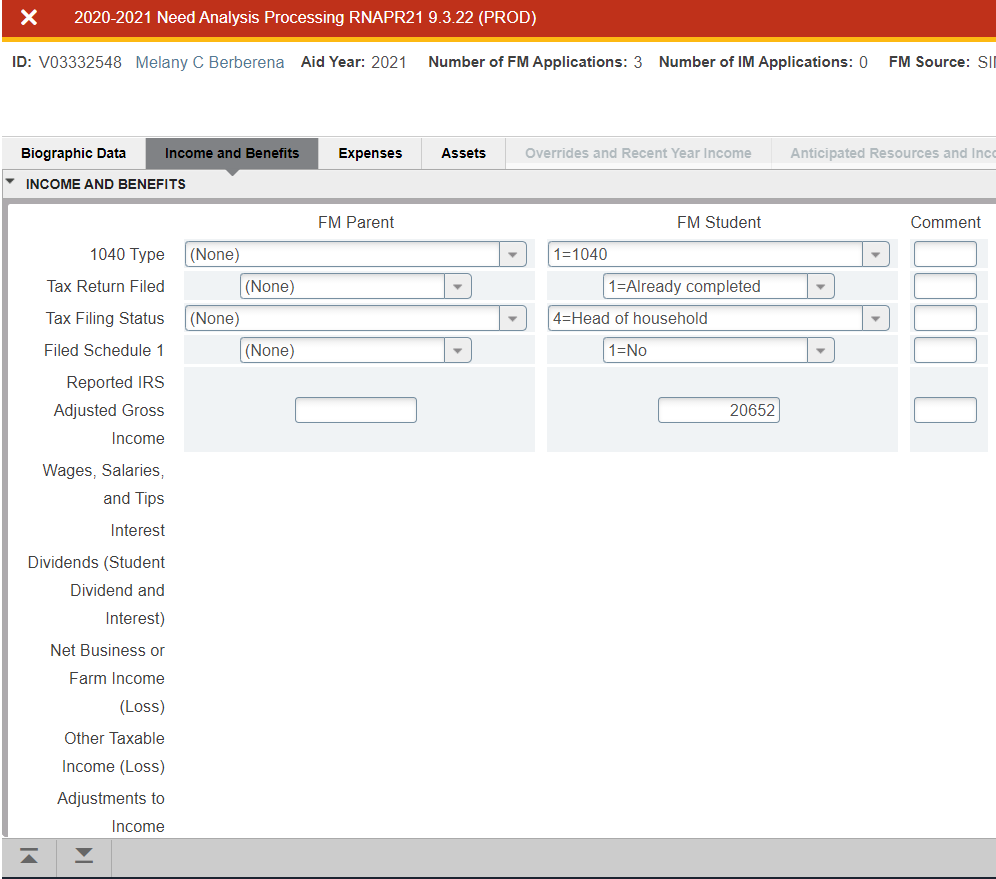 2020-2021 Need Analysis Processing RNAPR21 9.3.22 (PROD)
ID: V03332548 Melany C Berberena Aid Year: 2021 Number of FM Applications: 3 Number of IM Applications: 0 FM Source:
Biographic Data Income and Benefits Expenses Assets Overrides and Recent Year Income Anticipated Resources and
INCOME AND BENEFITS
FM Parent FM Student Comment
1040 Type (None) 1=1040
Tax Return Filed (None) 1=Already completed
Tax Filing Status (None) 4=Head of household
Filed Schedule 1 (None) 1=No
Reported IRS
Adjusted Gross 20652
Income
Wages, Salaries,
and Tips
Interest
Dividends (Student
Dividend and
Interest)
Net Business or
Farm Income
(Loss)
Other Taxable
Income (Loss)
Adjustments to
Income